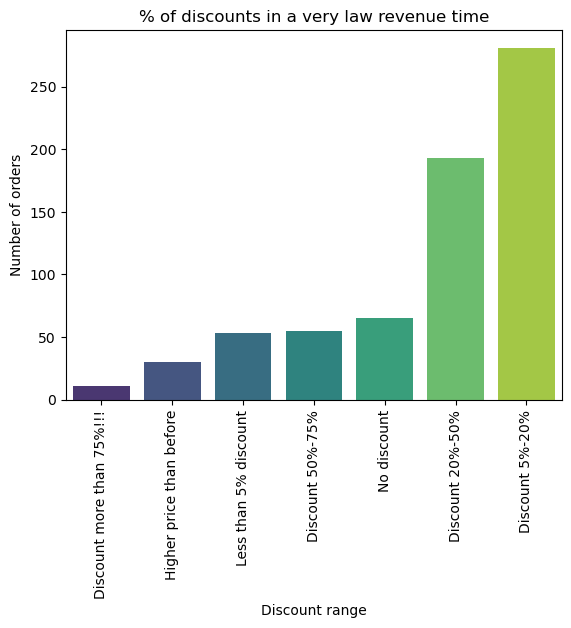 % of discounts in a very law revenue time
Number of orders
250
200
150
100
50
0
Discount more than 75%!!!
Higher price than before
Less than 5% discount
Discount 50%-75%
No discount
Discount 20%-50%
Discount 5%-20%
Discount range